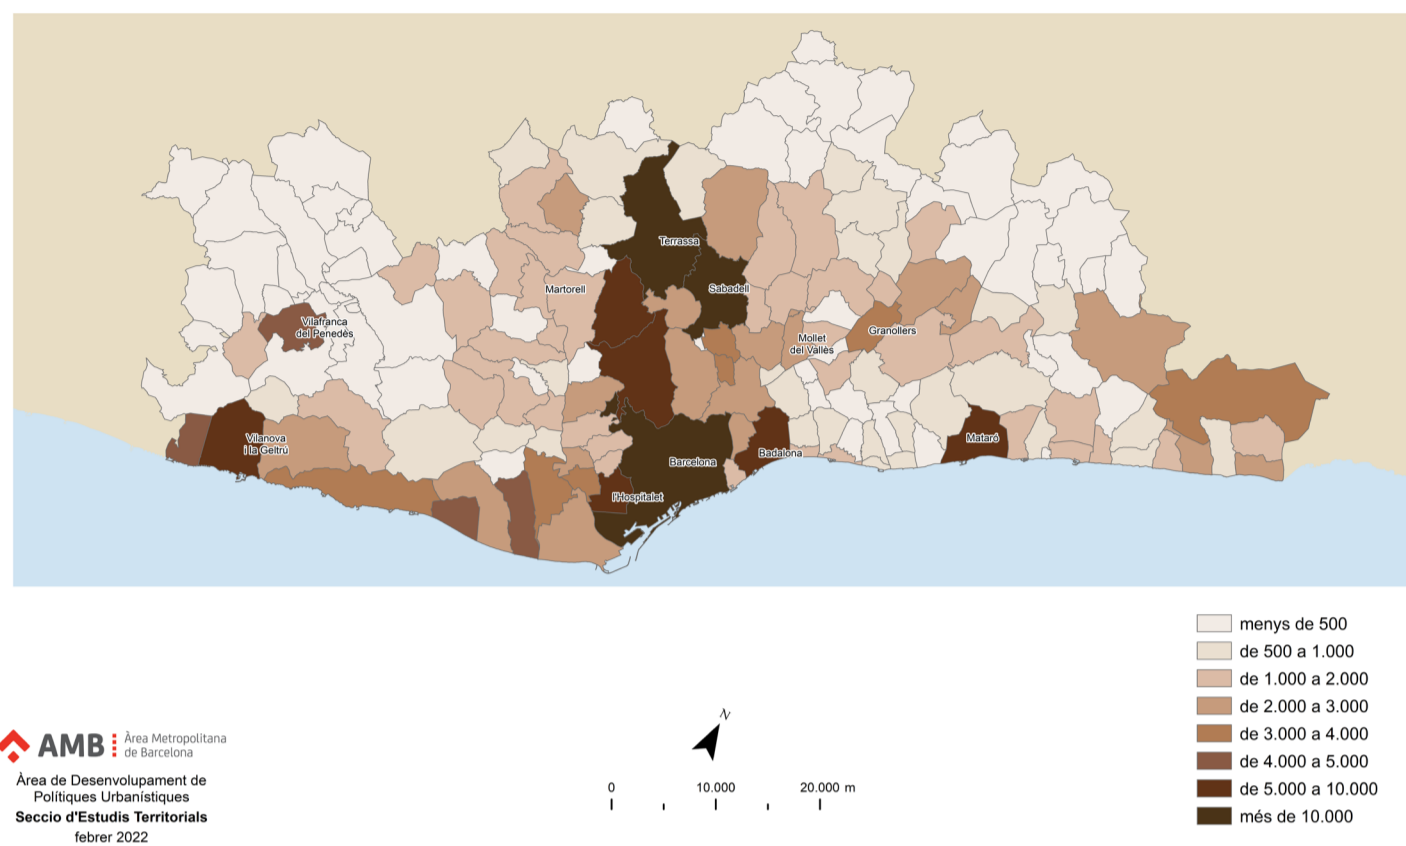 Terrassa
Sabadell
Martorell
Vilafranca
del Penedès
Granollers
Mollet
del Vallès
Vilanova
i la Geltrú
Mataró
Badalona
Barcelona
l'Hospitalet
menys de 500
de 500 a 1.000
de 1.000 a 2.000
de 2.000 a 3.000
de 3.000 a 4.000
de 4.000 a 5.000
de 5.000 a 10.000
més de 10.000
N
0 10.000 20.000 m
AMB Àrea Metropolitana
de Barcelona
Àrea de Desenvolupament de
Polítiques Urbanístiques
Seccio d'Estudis Territorials
febrer 2022